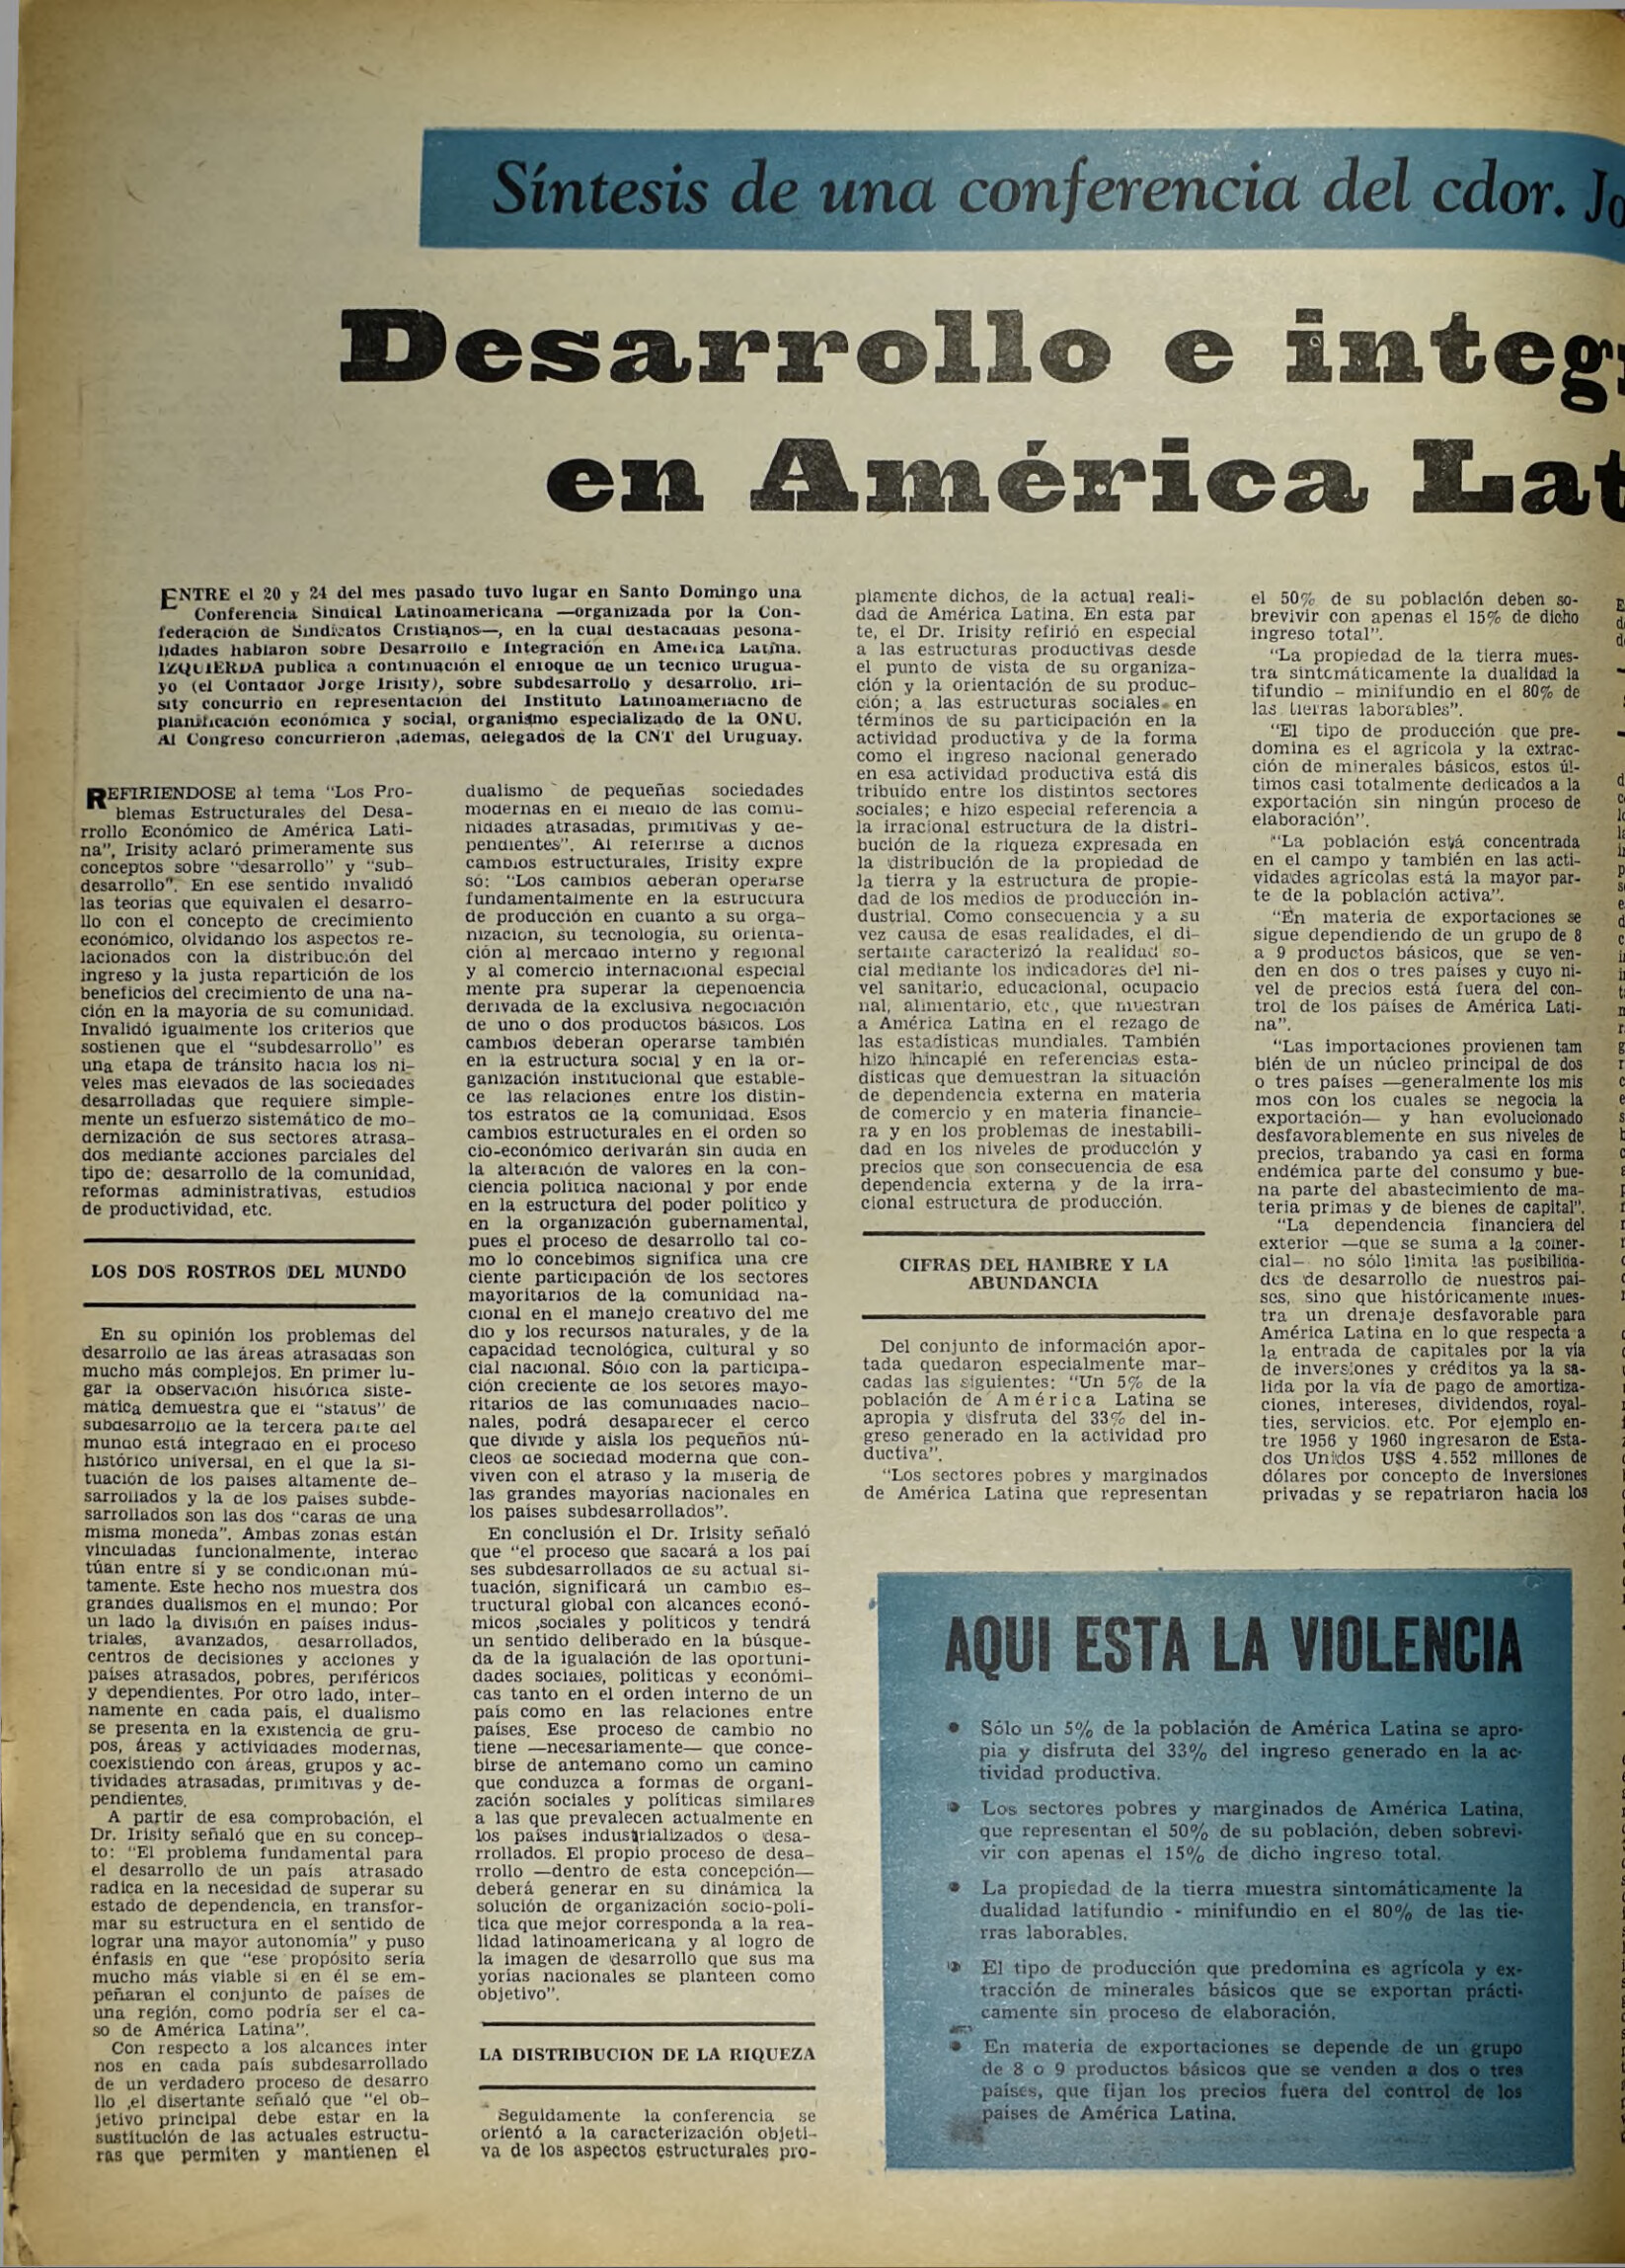 Síntesis de una conferencia del cdor. Jo
Desarrollo e integr
en América Lat
ENTRE el 20 y 24 del mes pasado tuvo lugar en Santo Domingo una
Conferencia Sindical Latinoamericana —organizada por la Con-
federación de Sindicatos Cristianos—, en la cual destacadas pesona-
lidades hablaron sobre Desarrollo e Integración en America Latina.
IZQUIERDA publica a continuación el enfoque de un tecnico urugua-
yo (el Contador Jorge Irisity), sobre subdesarrollo y desarrollo. Iri-
sity concurrio en representación del Instituto Latinoameriacno de
planificación económica y social, organismo especializado de la ONU.
Al Congreso concurrieron ,ademas, delegados de la CNT del Uruguay.
REFIRIENDOSE al tema "Los Pro-
blemas Estructurales del Desa-
rrollo Económico de América Lati-
na", Irisity aclaró primeramente sus
conceptos sobre "desarrollo" y "sub-
desarrollo". En ese sentido invalidó
las teorías que equivalen el desarro-
llo con el concepto de crecimiento
económico, olvidando los aspectos re-
lacionados con la distribución del
ingreso y la justa repartición de los
beneficios del crecimiento de una na-
ción en la mayoría de su comunidad.
Invalidó igualmente los criterios que
sostienen que el "subdesarrollo" es
una etapa de tránsito hacia los ni-
veles mas elevados de las sociedades
desarrolladas que requiere simple-
mente un esfuerzo sistemático de mo-
dernización de sus sectores atrasa-
dos mediante acciones parciales del
tipo de: desarrollo de la comunidad,
reformas administrativas, estudios
de productividad, etc.
LOS DOS ROSTROS DEL MUNDO
En su opinión los problemas del
desarrollo de las áreas atrasadas son
mucho más complejos. En primer lu-
gar la observación histórica siste-
mática demuestra que el "status" de
subdesarrollo de la tercera parte del
mundo está integrado en el proceso
histórico universal, en el que la si-
tuación de los países altamente de-
sarrollados y la de los países subde-
sarrollados son las dos "caras de una
misma moneda". Ambas zonas están
vinculadas funcionalmente, interac
túan entre sí y se condicionan mú-
tamente. Este hecho nos muestra dos
grandes dualismos en el mundo: Por
un lado la división en países indus-
triales, avanzados, desarrollados,
centros de decisiones y acciones y
países atrasados, pobres, periféricos
y dependientes. Por otro lado, inter-
namente en cada país, el dualismo
se presenta en la existencia de gru-
pos, áreas y actividades modernas,
coexistiendo con áreas, grupos y ac-
tividades atrasadas, primitivas y de-
pendientes.
A partir de esa comprobación, el
Dr. Irisity señaló que en su concep-
to: "El problema fundamental para
el desarrollo de un país atrasado
radica en la necesidad de superar su
estado de dependencia, en transfor-
mar su estructura en el sentido de
lograr una mayor autonomía" y puso
énfasis en que "ese propósito sería
mucho más viable si en él se em-
peñaran el conjunto de países de
una región, como podría ser el ca-
so de América Latina".
Con respecto a los alcances inter
nos en cada país subdesarrollado
de un verdadero proceso de desarro
llo ,el disertante señaló que "el ob-
jetivo principal debe estar en la
sustitución de las actuales estructu-
ras que permiten y mantienen el
dualismo de pequeñas sociedades
modernas en el medio de las comu-
nidades atrasadas, primitivas y de-
pendientes". Al referirse a dichos
cambios estructurales, Irisity expre
só: "Los cambios deberán operarse
fundamentalmente en la estructura
de producción en cuanto a su orga-
nizacion, su tecnología, su orienta-
ción al mercado interno y regional
y al comercio internacional especial
mente pra superar la dependencia
derivada de la exclusiva negociación
de uno o dos productos básicos. Los
cambios deberan operarse también
en la estructura social y en la or-
ganización institucional que estable-
ce las relaciones entre los distin-
tos estratos de la comunidad. Esos
cambios estructurales en el orden so
cio-económico derivarán sin duda en
la alteración de valores en la con-
ciencia política nacional y por ende
en la estructura del poder político y
en la organización gubernamental,
pues el proceso de desarrollo tal co-
mo lo concebimos significa una cre
ciente participación de los sectores
mayoritarios de la comunidad na-
cional en el manejo creativo del me
dio y los recursos naturales, y de la
capacidad tecnológica, cultural y so
cial nacional. Sólo con la participa-
ción creciente de los setores mayo-
ritarios de las comunidades nacio-
nales, podrá desaparecer el cerco
que divide y aisla los pequeños nú-
cleos de sociedad moderna que con-
viven con el atraso y la miseria de
las grandes mayorías nacionales en
los países subdesarrollados".
En conclusión el Dr. Irisity señaló
que "el proceso que sacará a los paí
ses subdesarrollados de su actual si-
tuación, significará un cambio es-
tructural global con alcances econó-
micos ,sociales y políticos y tendrá
un sentido deliberado en la búsque-
da de la igualación de las oportuni-
dades sociales, políticas y económi-
cas tanto en el orden interno de un
país como en las relaciones entre
países. Ese proceso de cambio no
tiene —necesariamente— que conce-
birse de antemano como un camino
que conduzca a formas de organi-
zación sociales y políticas similares
a las que prevalecen actualmente en
los países industrializados o desa-
rrollados. El propio proceso de desa-
rrollo —dentro de esta concepción—
deberá generar en su dinámica la
solución de organización socio-polí-
tica que mejor corresponda a la rea-
lidad latinoamericana y al logro de
la imagen de desarrollo que sus ma
yorías nacionales se planteen como
objetivo".
LA DISTRIBUCION DE LA RIQUEZA
Seguidamente la conferencia se
orientó a la caracterización objeti-
va de los aspectos estructurales pro-
plamente dichos, de la actual reali-
dad de América Latina. En esta par
te, el Dr. Irisity refirió en especial
a las estructuras productivas desde
el punto de vista de su organiza-
ción y la orientación de su produc-
ción; a las estructuras sociales en
términos de su participación en la
actividad productiva y de la forma
como el ingreso nacional generado
en esa actividad productiva está dis
tribuido entre los distintos sectores
sociales; e hizo especial referencia a
la irracional estructura de la distri-
bución de la riqueza expresada en
la distribución de la propiedad de
la tierra y la estructura de propie-
dad de los medios de producción in-
dustrial. Como consecuencia y a su
vez causa de esas realidades, el di-
sertante caracterizó la realidad so-
cial mediante los indicadores del ni-
vel sanitario, educacional, ocupacio
nal, alimentario, etc., que muestran
a América Latina en el rezago de
las estadísticas mundiales. También
hizo hincapié en referencias esta-
dísticas que demuestran la situación
de dependencia externa en materia
de comercio y en materia financie-
ra y en los problemas de inestabili-
dad en los niveles de producción y
precios que son consecuencia de esa
dependencia externa y de la irra-
cional estructura de producción.
CIFRAS DEL HAMBRE Y LA
ABUNDANCIA
Del conjunto de información apor-
tada quedaron especialmente mar-
cadas las siguientes: "Un 5% de la
población de América Latina se
apropia y disfruta del 33% del in-
greso generado en la actividad pro
ductiva".
"Los sectores pobres y marginados
de América Latina que representan
el 50% de su población deben so-
brevivir con apenas el 15% de dicho
ingreso total".
"La propiedad de la tierra mues-
tra sintomáticamente la dualidad la
tifundio - minifundio en el 80% de
las tierras laborables".
"El tipo de producción que pre-
domina es el agrícola y la extrac-
ción de minerales básicos, estos úl-
timos casi totalmente dedicados a la
exportación sin ningún proceso de
elaboración".
"La población está concentrada
en el campo y también en las acti-
vidades agrícolas está la mayor par-
te de la población activa".
"En materia de exportaciones se
sigue dependiendo de un grupo de 8
a 9 productos básicos, que se ven-
den en dos o tres países y cuyo ni-
vel de precios está fuera del con-
trol de los países de América Lati-
na".
"Las importaciones provienen tam
bién de un núcleo principal de dos
o tres países —generalmente los mis
mos con los cuales se negocia la
exportación— y han evolucionado
desfavorablemente en sus niveles de
precios, trabando ya casi en forma
endémica parte del consumo y bue-
na parte del abastecimiento de ma-
teria primas y de bienes de capital".
"La dependencia financiera del
exterior —que se suma a la comer-
cial— no sólo limita las posibilida-
des de desarrollo de nuestros paí-
ses, sino que históricamente mues-
tra un drenaje desfavorable para
América Latina en lo que respecta a
la entrada de capitales por la vía
de inversiones y créditos ya la sa-
lida por la vía de pago de amortiza-
ciones, intereses, dividendos, royal-
ties, servicios. etc. Por ejemplo en-
tre 1956 y 1960 ingresaron de Esta-
dos Unidos U$S 4.552 millones de
dólares por concepto de inversiones
privadas y se repatriaron hacia los
AQUI ESTA LA VIOLENCIA
• Sólo un 5% de la población de América Latina se apro-
pia y disfruta del 33% del ingreso generado en la ac-
tividad productiva.
• Los sectores pobres y marginados de América Latina,
que representan el 50% de su población, deben sobrevi-
vir con apenas el 15% de dicho ingreso total.
• La propiedad de la tierra muestra sintomáticamente la
dualidad latifundio - minifundio en el 80% de las tie-
rras laborables.
• El tipo de producción que predomina es agrícola y ex-
tracción de minerales básicos que se exportan prácti-
camente sin proceso de elaboración.
• En materia de exportaciones se depende de un grupo
de 8 o 9 productos básicos que se venden a dos o tres
países, que fijan los precios fuera del control de los
países de América Latina.